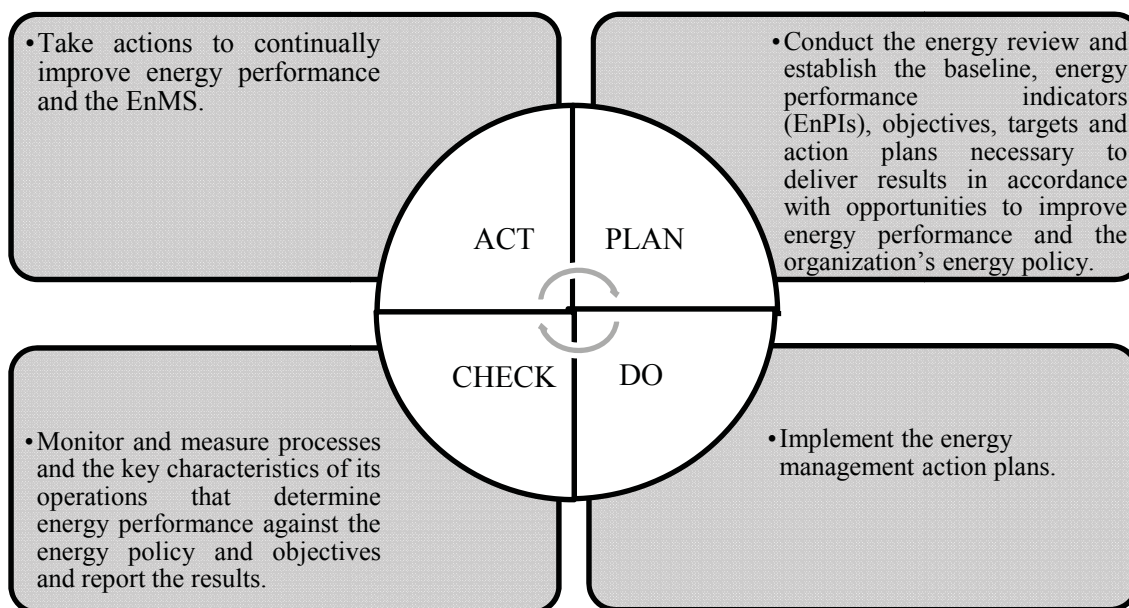 •Take actions to continually
improve energy performance
and the EnMS.
•Conduct the energy review and
establish the baseline, energy
performance indicators
(EnPIs), objectives, targets and
action plans necessary to
deliver results in accordance
with opportunities to improve
energy performance and the
organization’s energy policy.
ACT
PLAN
CHECK
DO
•Monitor and measure processes
and the key characteristics of its
operations that determine
energy performance against the
energy policy and objectives
and report the results.
•Implement the energy
management action plans.